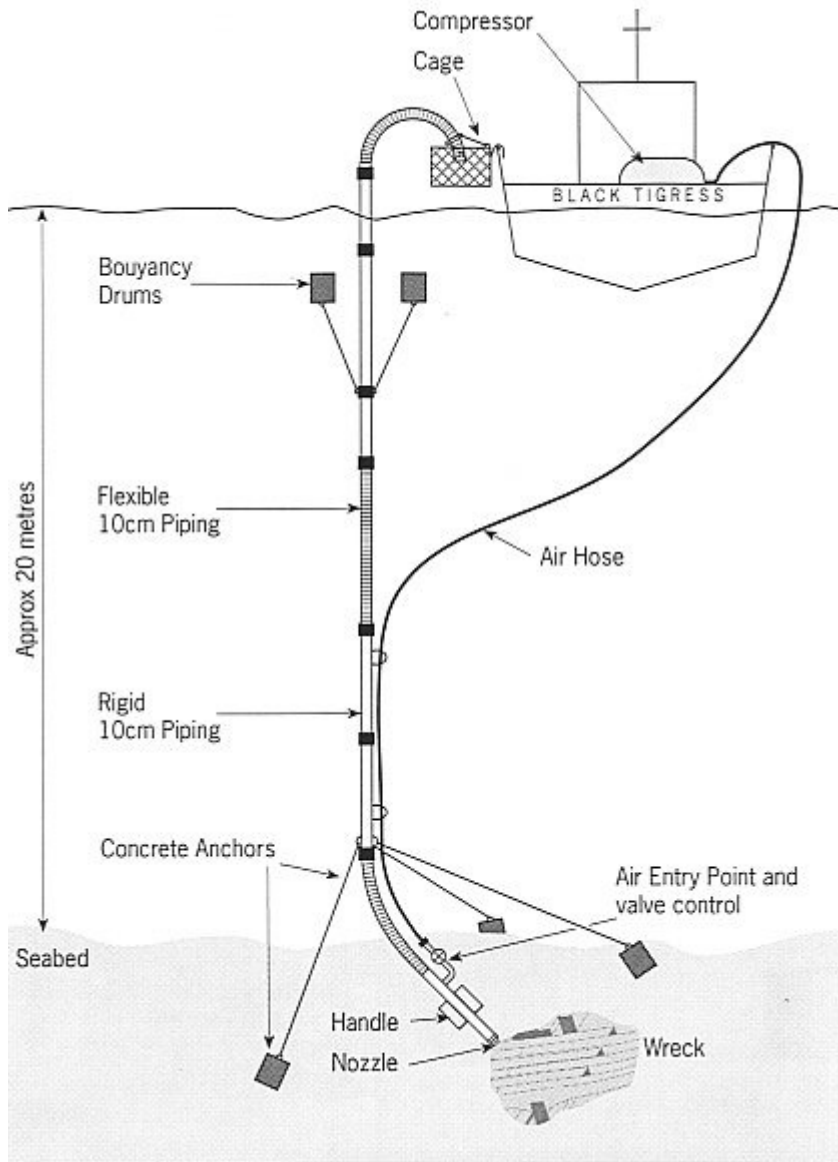 Compressor
Cage
BLACK TIGRESS
Bouyancy
Drums
Approx 20 metres
Flexible
10cm Piping
Air Hose
Rigid
10cm Piping
Concrete Anchors
Air Entry Point and
valve control
Seabed
Handle
Nozzle
Wreck